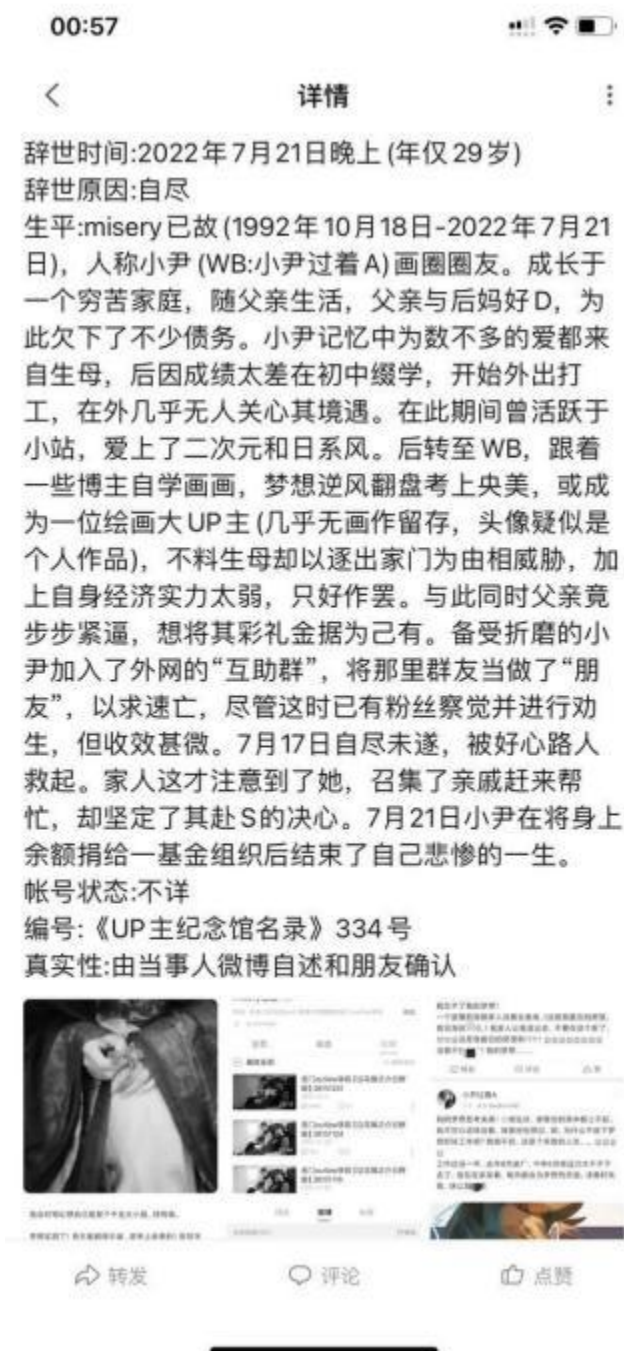 00:57
详情
辞世时间:2022年7月21日晚上(年仅29岁)
辞世原因:自尽
生平:misery已故(1992年10月18日-2022年7月21
日)，人称小尹(WB:小尹过着A)画圈圈友。成长于
一个穷苦家庭，随父亲生活，父亲与后妈好D，为
此欠下了不少债务。小尹记忆中为数不多的爱都来
自生母，后因成绩太差在初中缀学，开始外出打
工，在外几乎无人关心其境遇。在此期间曾活跃于
小站，爱上了二次元和日系风。后转至WB，跟着
一些博主自学画画，梦想逆风翻盘考上央美，或成
为一位绘画大UP主(几乎无画作留存，头像疑似是
个人作品)，不料生母却以逐出家门为由相威胁，加
上自身经济实力太弱，只好作罢。与此同时父亲竟
步步紧逼，想将其彩礼金据为己有。备受折磨的小
尹加入了外网的“互助群”，将那里群友当做了“朋
友”，以求速亡，尽管这时已有粉丝察觉并进行劝
生，但收效甚微。7月17日自尽未遂，被好心路人
救起。家人这才注意到了她，召集了亲戚赶来帮
忙，却坚定了其赴S的决心。7月21日小尹在将身上
余额捐给一基金组织后结束了自己悲惨的一生。
帐号状态:不详
编号:《UP主纪念馆名录》334号
真实性:由当事人微博自述和朋友确认
小尹过着A
转发
评论
点赞